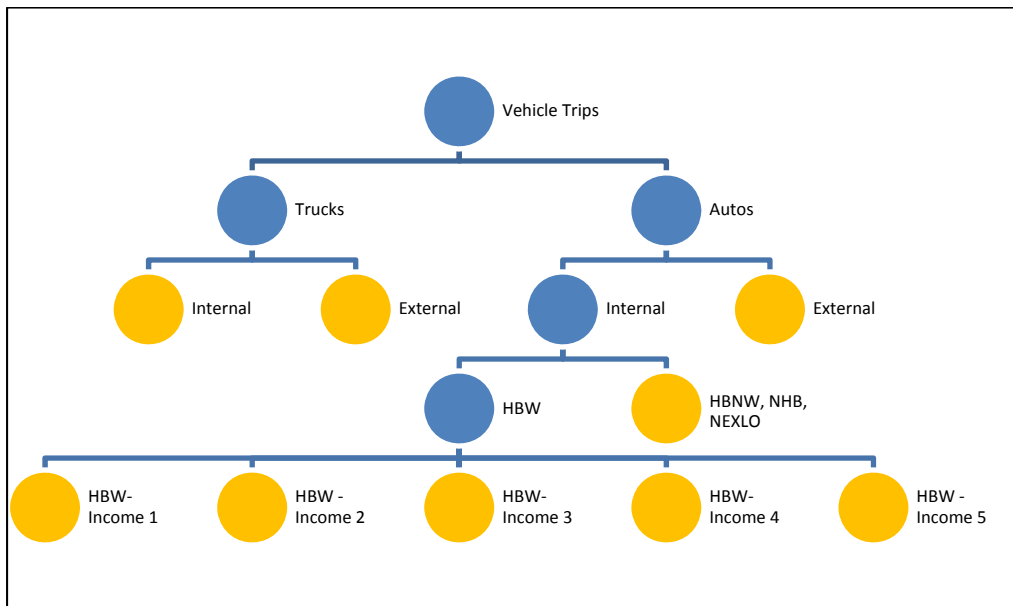 Vehicle Trips
Trucks
Autos
Internal
External
Internal
External
HBW
HBNW, NHB,
NEXLO
HBW-
Income 1
HBW -
Income 2
HBW-
Income 3
HBW-
Income 4
HBW -
Income 5